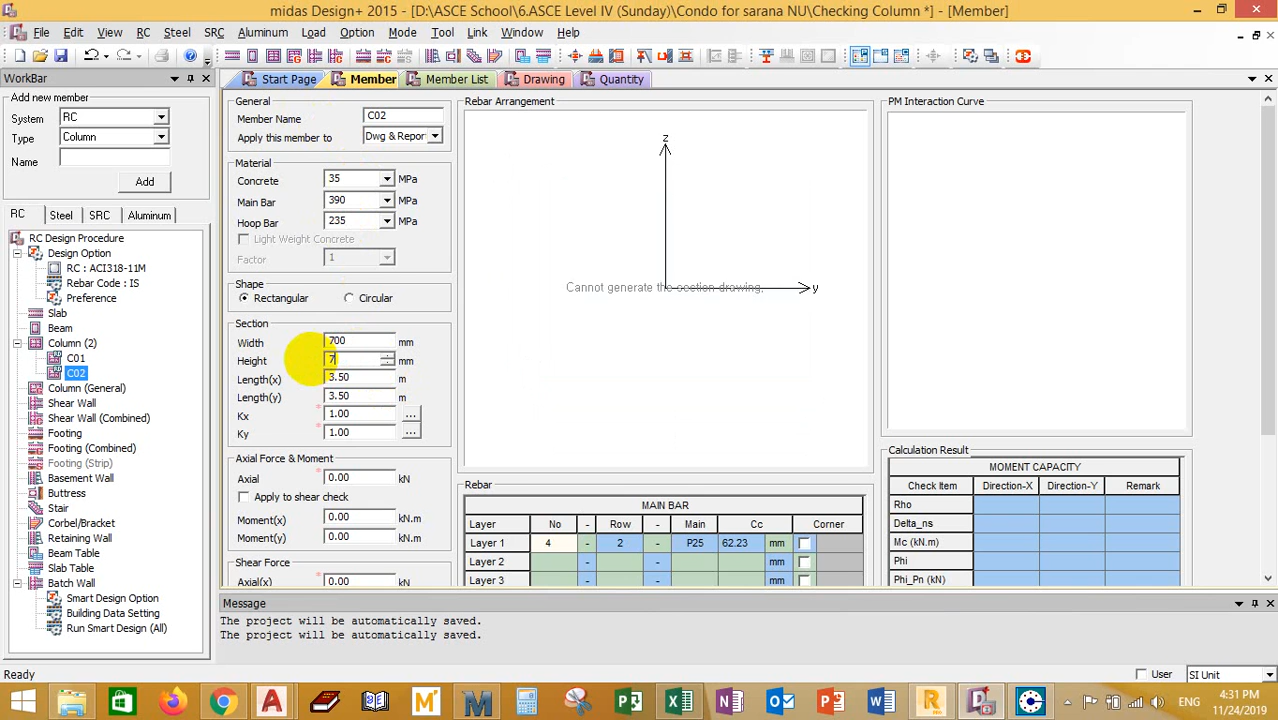 midas Design+ 2015 - [D:\ASCE School\6.ASCE Level IV (Sunday)\Condo for sarana NU\Checking Column *] - [Member]
File Edit View RC Steel SRC Aluminum Load Option Mode Tool Link Window Help
WorkBar
Start Page Member Member List Drawing Quantity
Add new member
System RC
Type Column
Name
Add
RC Steel SRC Aluminum
RC Design Procedure
Design Option
RC : ACI318-11M
Rebar Code : IS
Preference
Slab
Beam
Column (2)
C01
C02
Column (General)
Shear Wall
Shear Wall (Combined)
Footing
Footing (Combined)
Footing (Strip)
Basement Wall
Buttress
Stair
Corbel/Bracket
Retaining Wall
Beam Table
Slab Table
Batch Wall
Smart Design Option
Building Data Setting
Run Smart Design (All)
General
Member Name C02
Apply this member to Dwg & Repor
Material
Concrete 35 MPa
Main Bar 390 MPa
Hoop Bar 235 MPa
Light Weight Concrete
Factor 1
Shape
Rectangular Circular
Section
Width 700 mm
Height 7 mm
Length(x) 3.50 m
Length(y) 3.50 m
Kx * 1.00 ...
Ky * 1.00 ...
Axial Force & Moment
Axial 0.00 kN
Apply to shear check
Moment(x) * 0.00 kN.m
Moment(y) * 0.00 kN.m
Shear Force
Axial(x) * 0.00 kN
Rebar Arrangement
z
Cannot generate the section drawing.
y
Rebar
MAIN BAR
Layer No - Row - Main Cc Corner
Layer 1 4 - 2 - P25 62.23 mm
Layer 2 - - mm
Layer 3 - - mm
PM Interaction Curve
Calculation Result
MOMENT CAPACITY
Check Item Direction-X Direction-Y Remark
Rho
Delta_ns
Mc (kN.m)
Phi
Phi_Pn (kN)
Message
The project will be automatically saved.
The project will be automatically saved.
Ready
User SI Unit
ENG
4:31 PM
11/24/2019